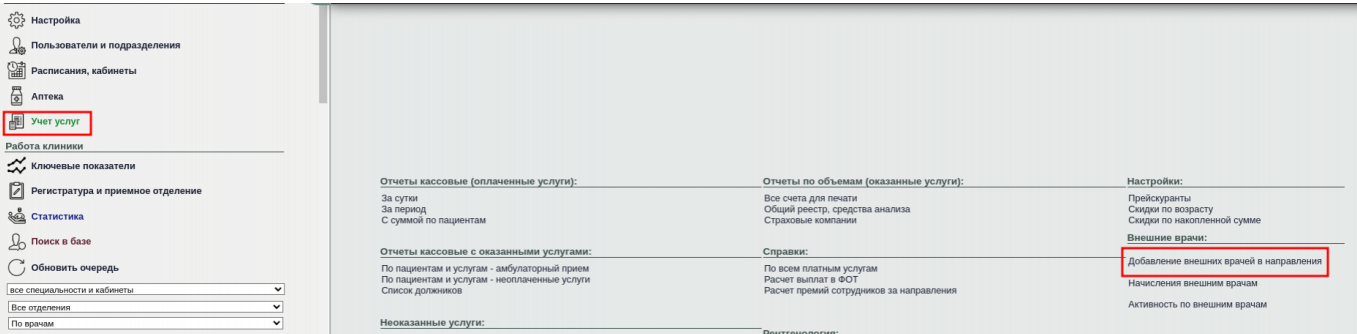 Настройка
Пользователи и подразделения
Расписания, кабинеты
Аптека
Учет услуг
Работа клиники
Ключевые показатели
Регистратура и приемное отделение
Статистика
Поиск в базе
Обновить очередь
все специальности и кабинеты
Все отделения
По врачам
Отчеты кассовые (оплаченные услуги):
За сутки
За период
С суммой по пациентам
Отчеты кассовые с оказанными услугами:
По пациентам и услугам - амбулаторный прием
По пациентам и услугам - неоплаченные услуги
Список должников
Неоказанные услуги:
Отчеты по объемам (оказанные услуги):
Все счета для печати
Общий реестр, средства анализа
Страховые компании
Справки:
По всем платным услугам
Расчет выплат в ФОТ
Расчет премий сотрудников за направления
Рентгенология:
Настройки:
Прейскуранты
Скидки по возрасту
Скидки по накопленной сумме
Внешние врачи:
Добавление внешних врачей в направления
Начисления внешним врачам
Активность по внешним врачам